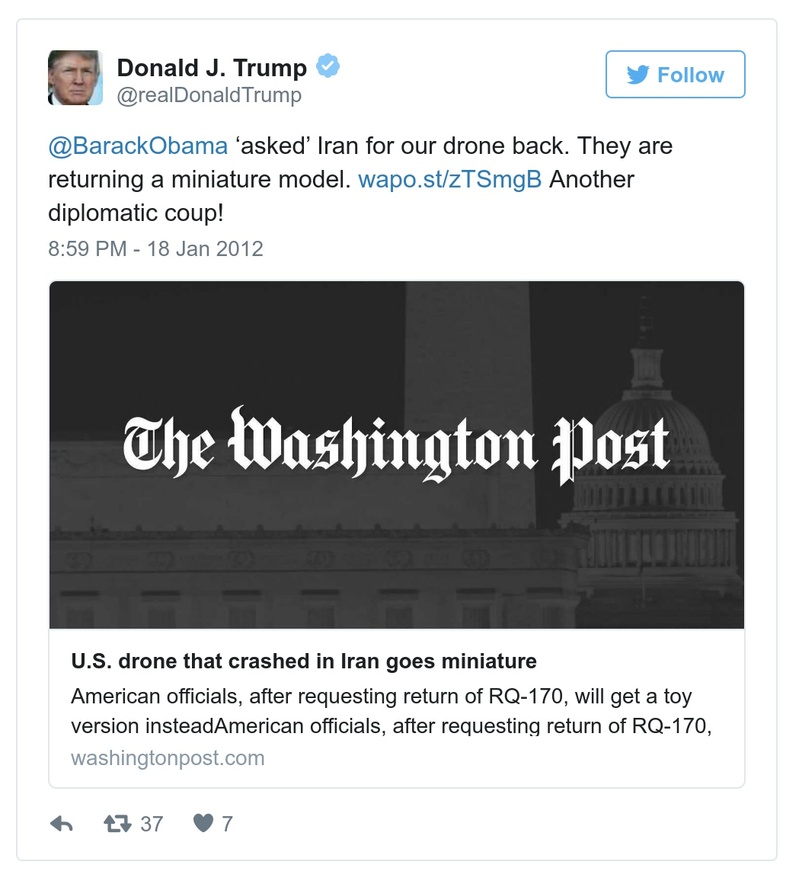 Donald J. Trump
@realDonaldTrump
Follow
@BarackObama ‘asked’ Iran for our drone back. They are
returning a miniature model. wapo.st/zTSmgB Another
diplomatic coup!
8:59 PM - 18 Jan 2012
The Washington Post
U.S. drone that crashed in Iran goes miniature
American officials, after requesting return of RQ-170, will get a toy
version insteadAmerican officials, after requesting return of RQ-170,
washingtonpost.com
37
7